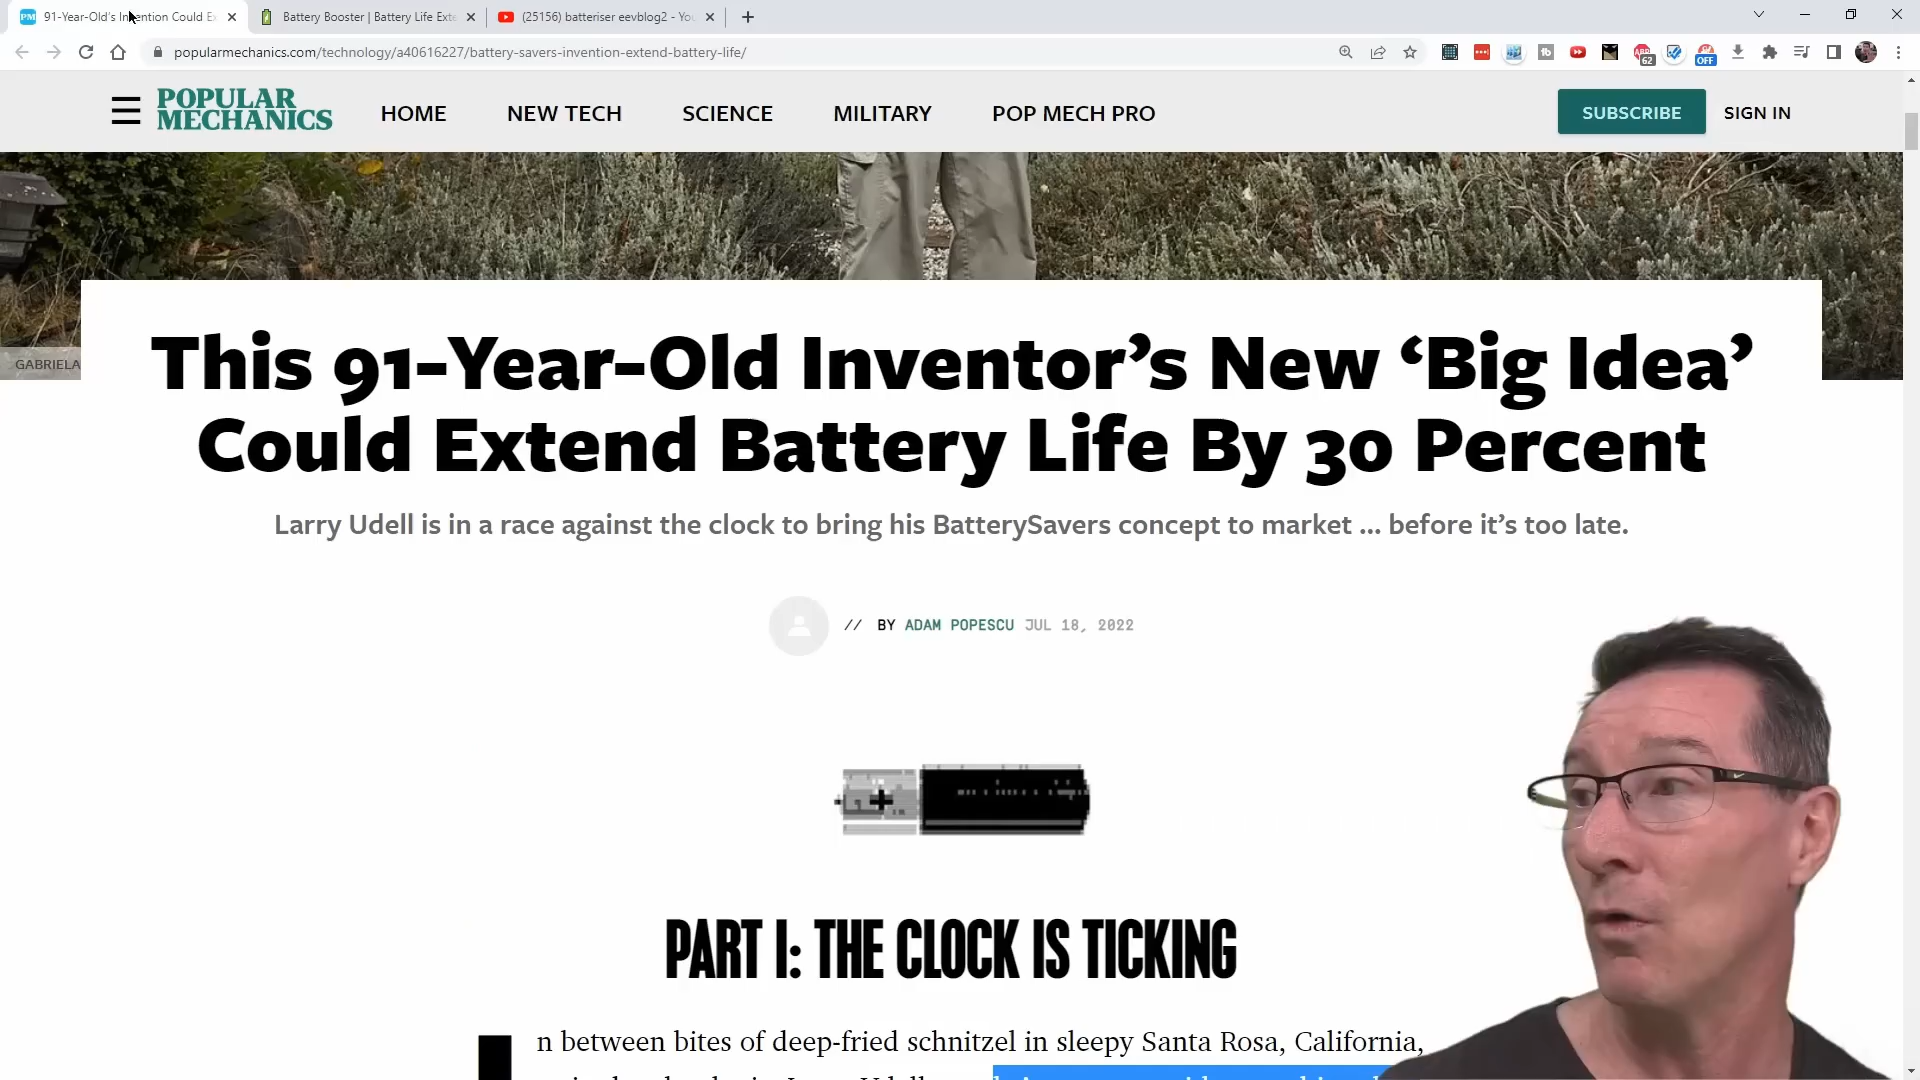 91-Year-Old's Invention Could Ex
Battery Booster | Battery Life Exte
(25156) batteriser eevblog2 - You
popularmechanics.com/technology/a40616227/battery-savers-invention-extend-battery-life/
62
OFF
POPULAR
MECHANICS
HOME
NEW TECH
SCIENCE
MILITARY
POP MECH PRO
SUBSCRIBE
SIGN IN
GABRIELA
This 91-Year-Old Inventor's New 'Big Idea'
Could Extend Battery Life By 30 Percent
Larry Udell is in a race against the clock to bring his BatterySavers concept to market ... before it's too late.
// BY ADAM POPESCU JUL 18, 2022
+
PART I: THE CLOCK IS TICKING
n between bites of deep-fried schnitzel in sleepy Santa Rosa, California,